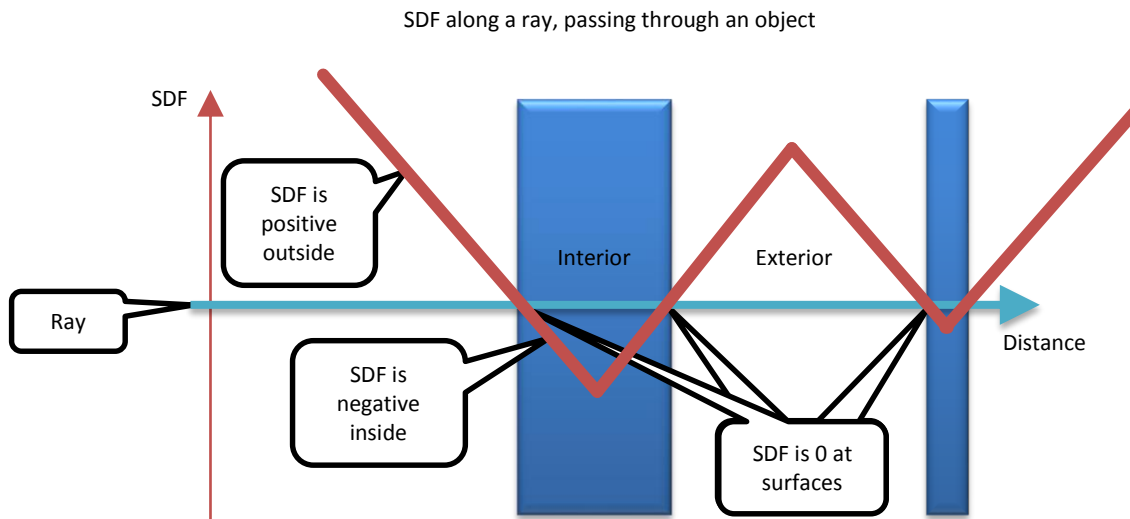 SDF along a ray, passing through an object
SDF
SDF is
positive
outside
Interior
Exterior
Ray
Distance
SDF is
negative
inside
SDF is 0 at
surfaces